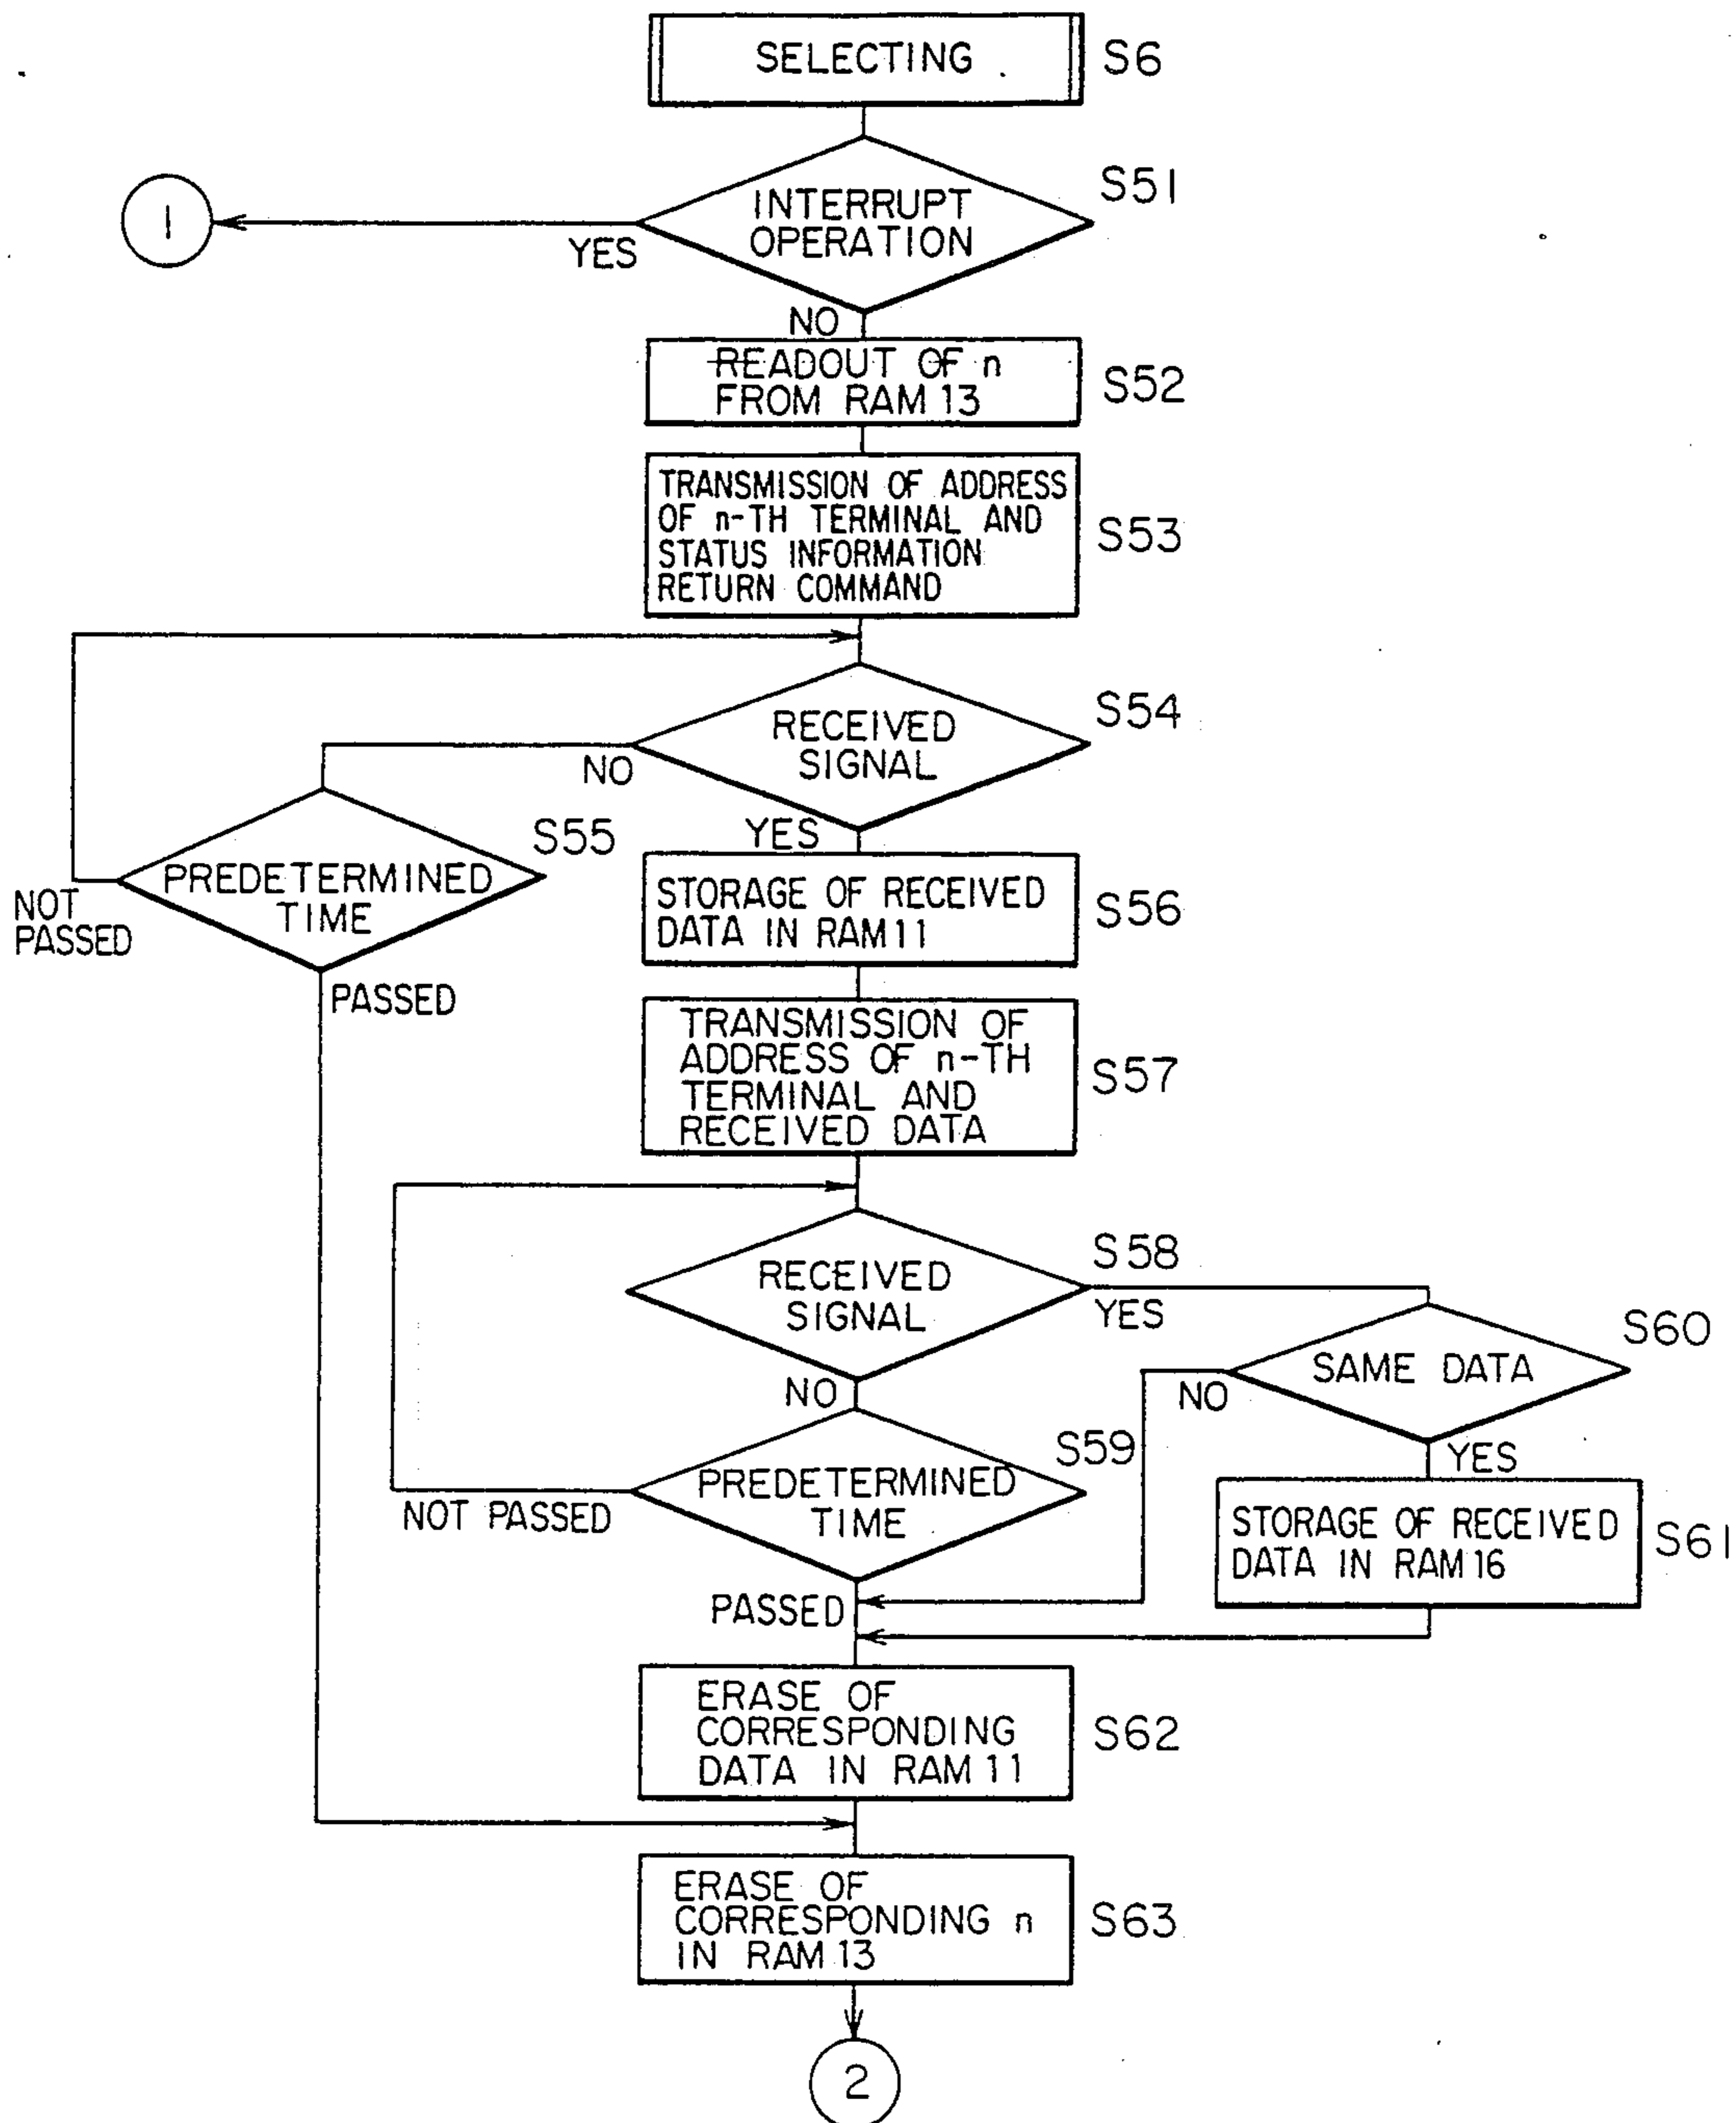 SELECTING
S6
INTERRUPT
OPERATION
S51
1
YES
NO
READOUT OF n
FROM RAM 13
S52
TRANSMISSION OF ADDRESS
OF n-TH TERMINAL AND
STATUS INFORMATION
RETURN COMMAND
S53
RECEIVED
SIGNAL
S54
NO
YES
PREDETERMINED
TIME
S55
NOT
PASSED
PASSED
STORAGE OF RECEIVED
DATA IN RAM 11
S56
TRANSMISSION OF
ADDRESS OF n-TH
TERMINAL AND
RECEIVED DATA
S57
RECEIVED
SIGNAL
S58
YES
NO
SAME DATA
S60
NO
YES
PREDETERMINED
TIME
S59
NOT PASSED
PASSED
STORAGE OF RECEIVED
DATA IN RAM 16
S61
ERASE OF
CORRESPONDING
DATA IN RAM 11
S62
ERASE OF
CORRESPONDING n
IN RAM 13
S63
2